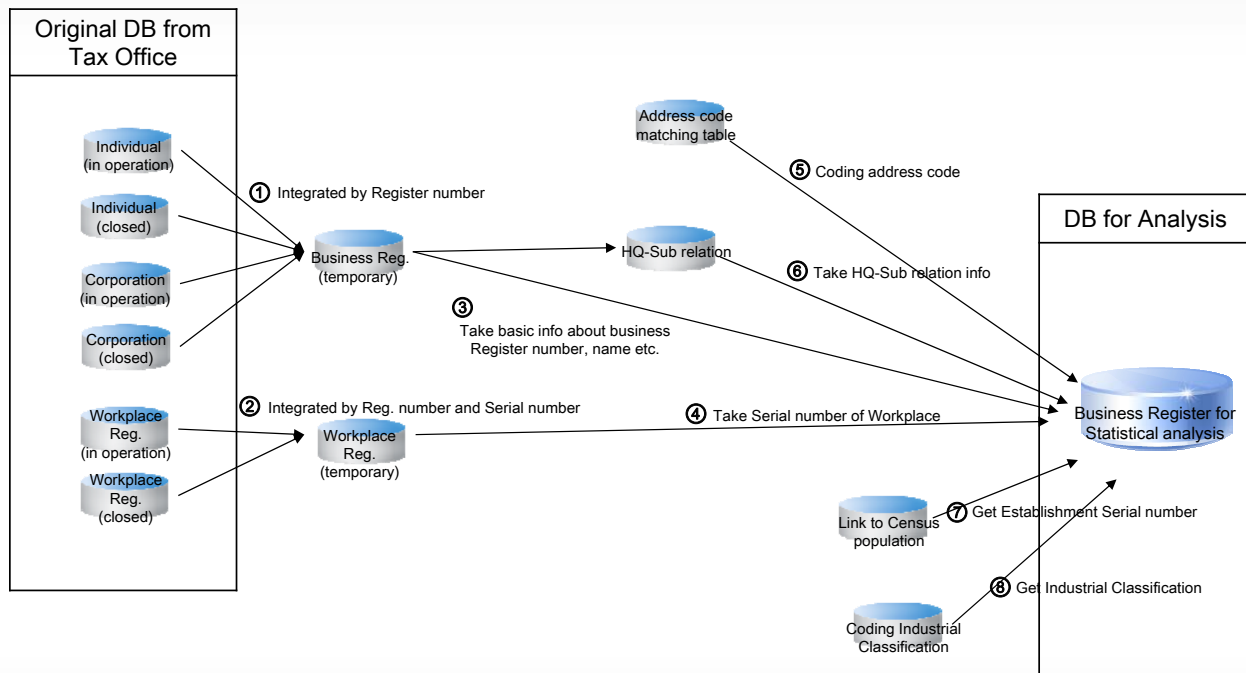 Original DB from
Tax Office
Individual
(in operation)
Individual
(closed)
Corporation
(in operation)
Corporation
(closed)
Workplace
Reg.
(in operation)
Workplace
Reg.
(closed)
① Integrated by Register number
Business Reg.
(temporary)
② Integrated by Reg. number and Serial number
Workplace
Reg.
(temporary)
Address code
matching table
HQ-Sub relation
③
Take basic info about business
Register number, name etc.
④ Take Serial number of Workplace
⑤ Coding address code
⑥ Take HQ-Sub relation info
DB for Analysis
Business Register for
Statistical analysis
Link to Census
population
⑦ Get Establishment Serial number
Coding Industrial
Classification
⑧ Get Industrial Classification